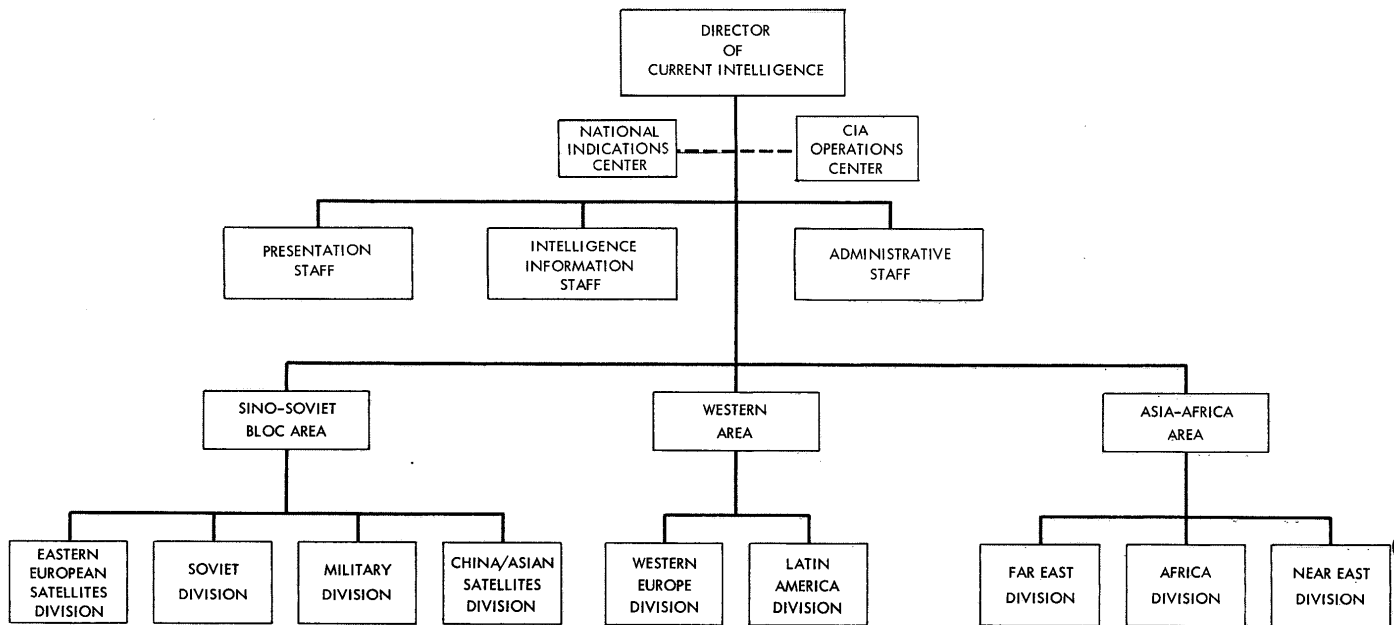 DIRECTOR
OF
CURRENT INTELLIGENCE
NATIONAL
INDICATIONS
CENTER
CIA
OPERATIONS
CENTER
PRESENTATION
STAFF
INTELLIGENCE
INFORMATION
STAFF
ADMINISTRATIVE
STAFF
SINO-SOVIET
BLOC AREA
WESTERN
AREA
ASIA-AFRICA
AREA
EASTERN
EUROPEAN
SATELLITES
DIVISION
SOVIET
DIVISION
MILITARY
DIVISION
CHINA/ASIAN
SATELLITES
DIVISION
WESTERN
EUROPE
DIVISION
LATIN
AMERICA
DIVISION
FAR EAST
DIVISION
AFRICA
DIVISION
NEAR EAST
DIVISION